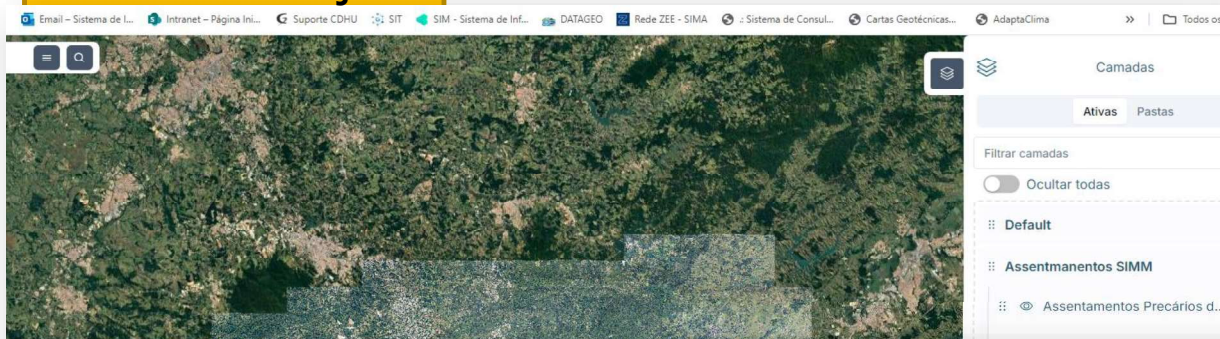 Email – Sistema de I...
Intranet – Página Ini...
Suporte CDHU
SIT
SIM - Sistema de Inf...
DATAGEO
Rede ZEE - SIMA
.: Sistema de Consul...
Cartas Geotécnicas...
AdaptaClima
Todos os
Camadas
Ativas
Pastas
Filtrar camadas
Ocultar todas
Default
Assentmanentos SIMM
Assentamentos Precários d...